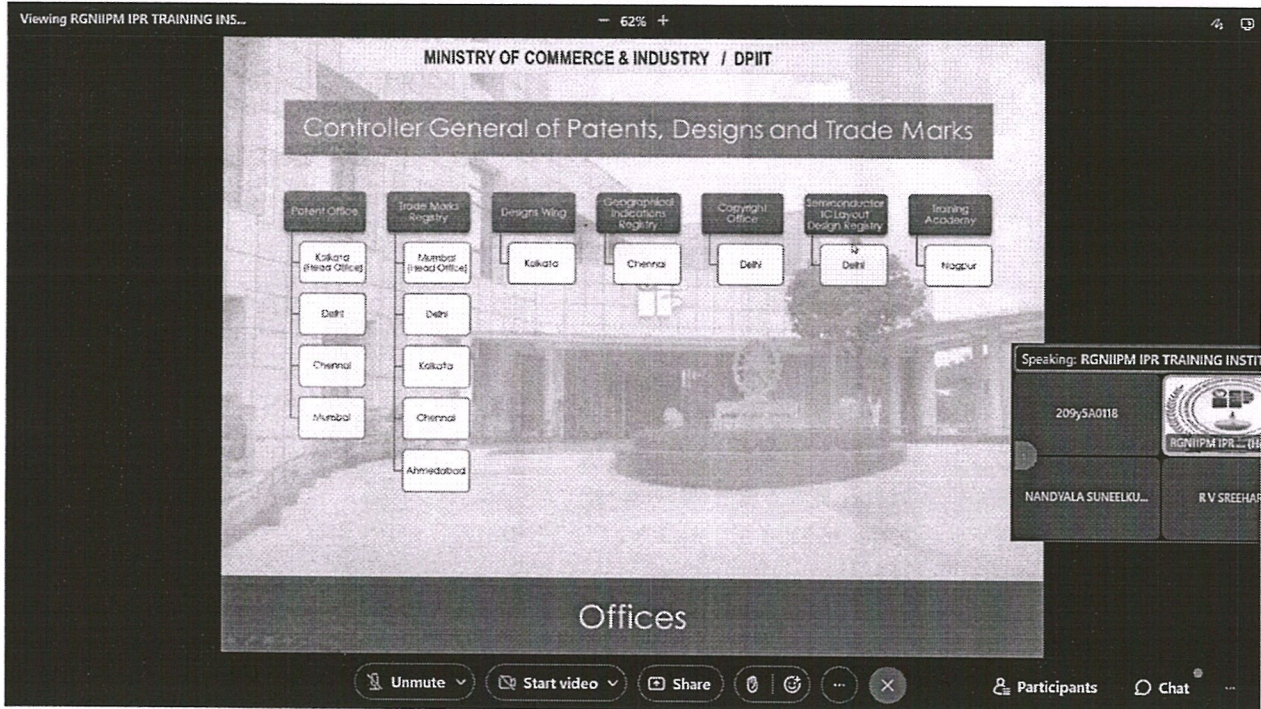 Viewing RGNIIPM IPR TRAINING INS...
62%
MINISTRY OF COMMERCE & INDUSTRY / DPIIT
Controller General of Patents, Designs and Trade Marks
Patent Office
Kolkata
(Head Office)
Delhi
Chennai
Mumbai
Trade Marks
Registry
Mumbai
(Head Office)
Delhi
Kolkata
Chennai
Ahmedabad
Designs Wing
Kolkata
Geographical
Indications
Registry
Chennai
Copyright
Office
Delhi
Semiconductor
IC Layout
Design Registry
Delhi
Training
Academy
Nagpur
Speaking: RGNIIPM IPR TRAINING INSTIT
209y5A0118
RGNIIPM IPR ... (Ho
NANDYALA SUNEELKU...
R V SREEHAR
Offices
Unmute
Start video
Share
Participants
Chat